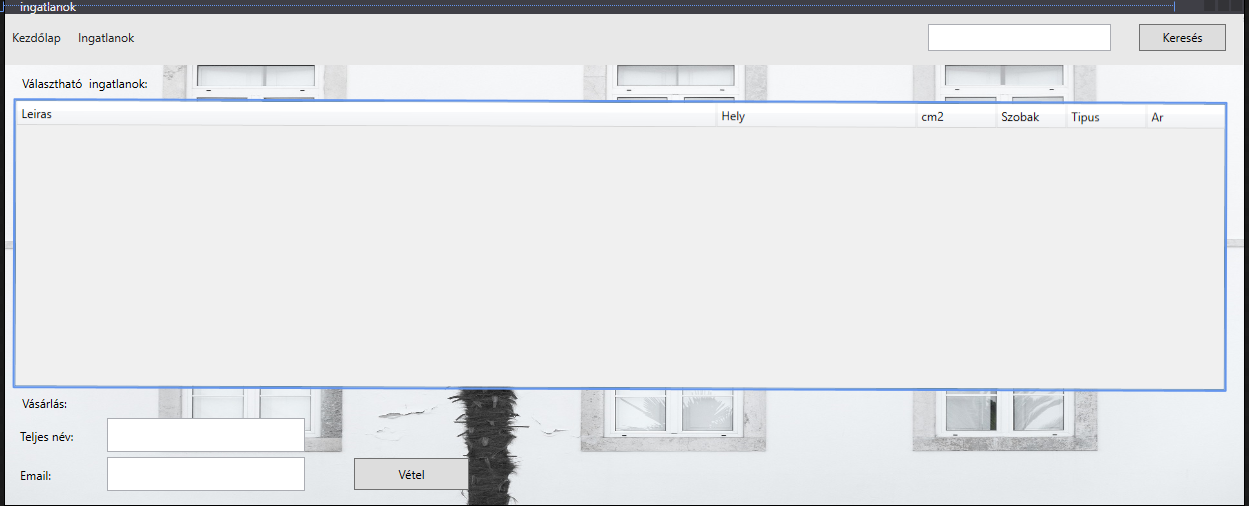 ingatlanok
Kezdőlap Ingatlanok Keresés
Választható ingatlanok:
Leiras Hely cm2 Szobak Tipus Ar
Vásárlás:
Teljes név:
Email: Vétel